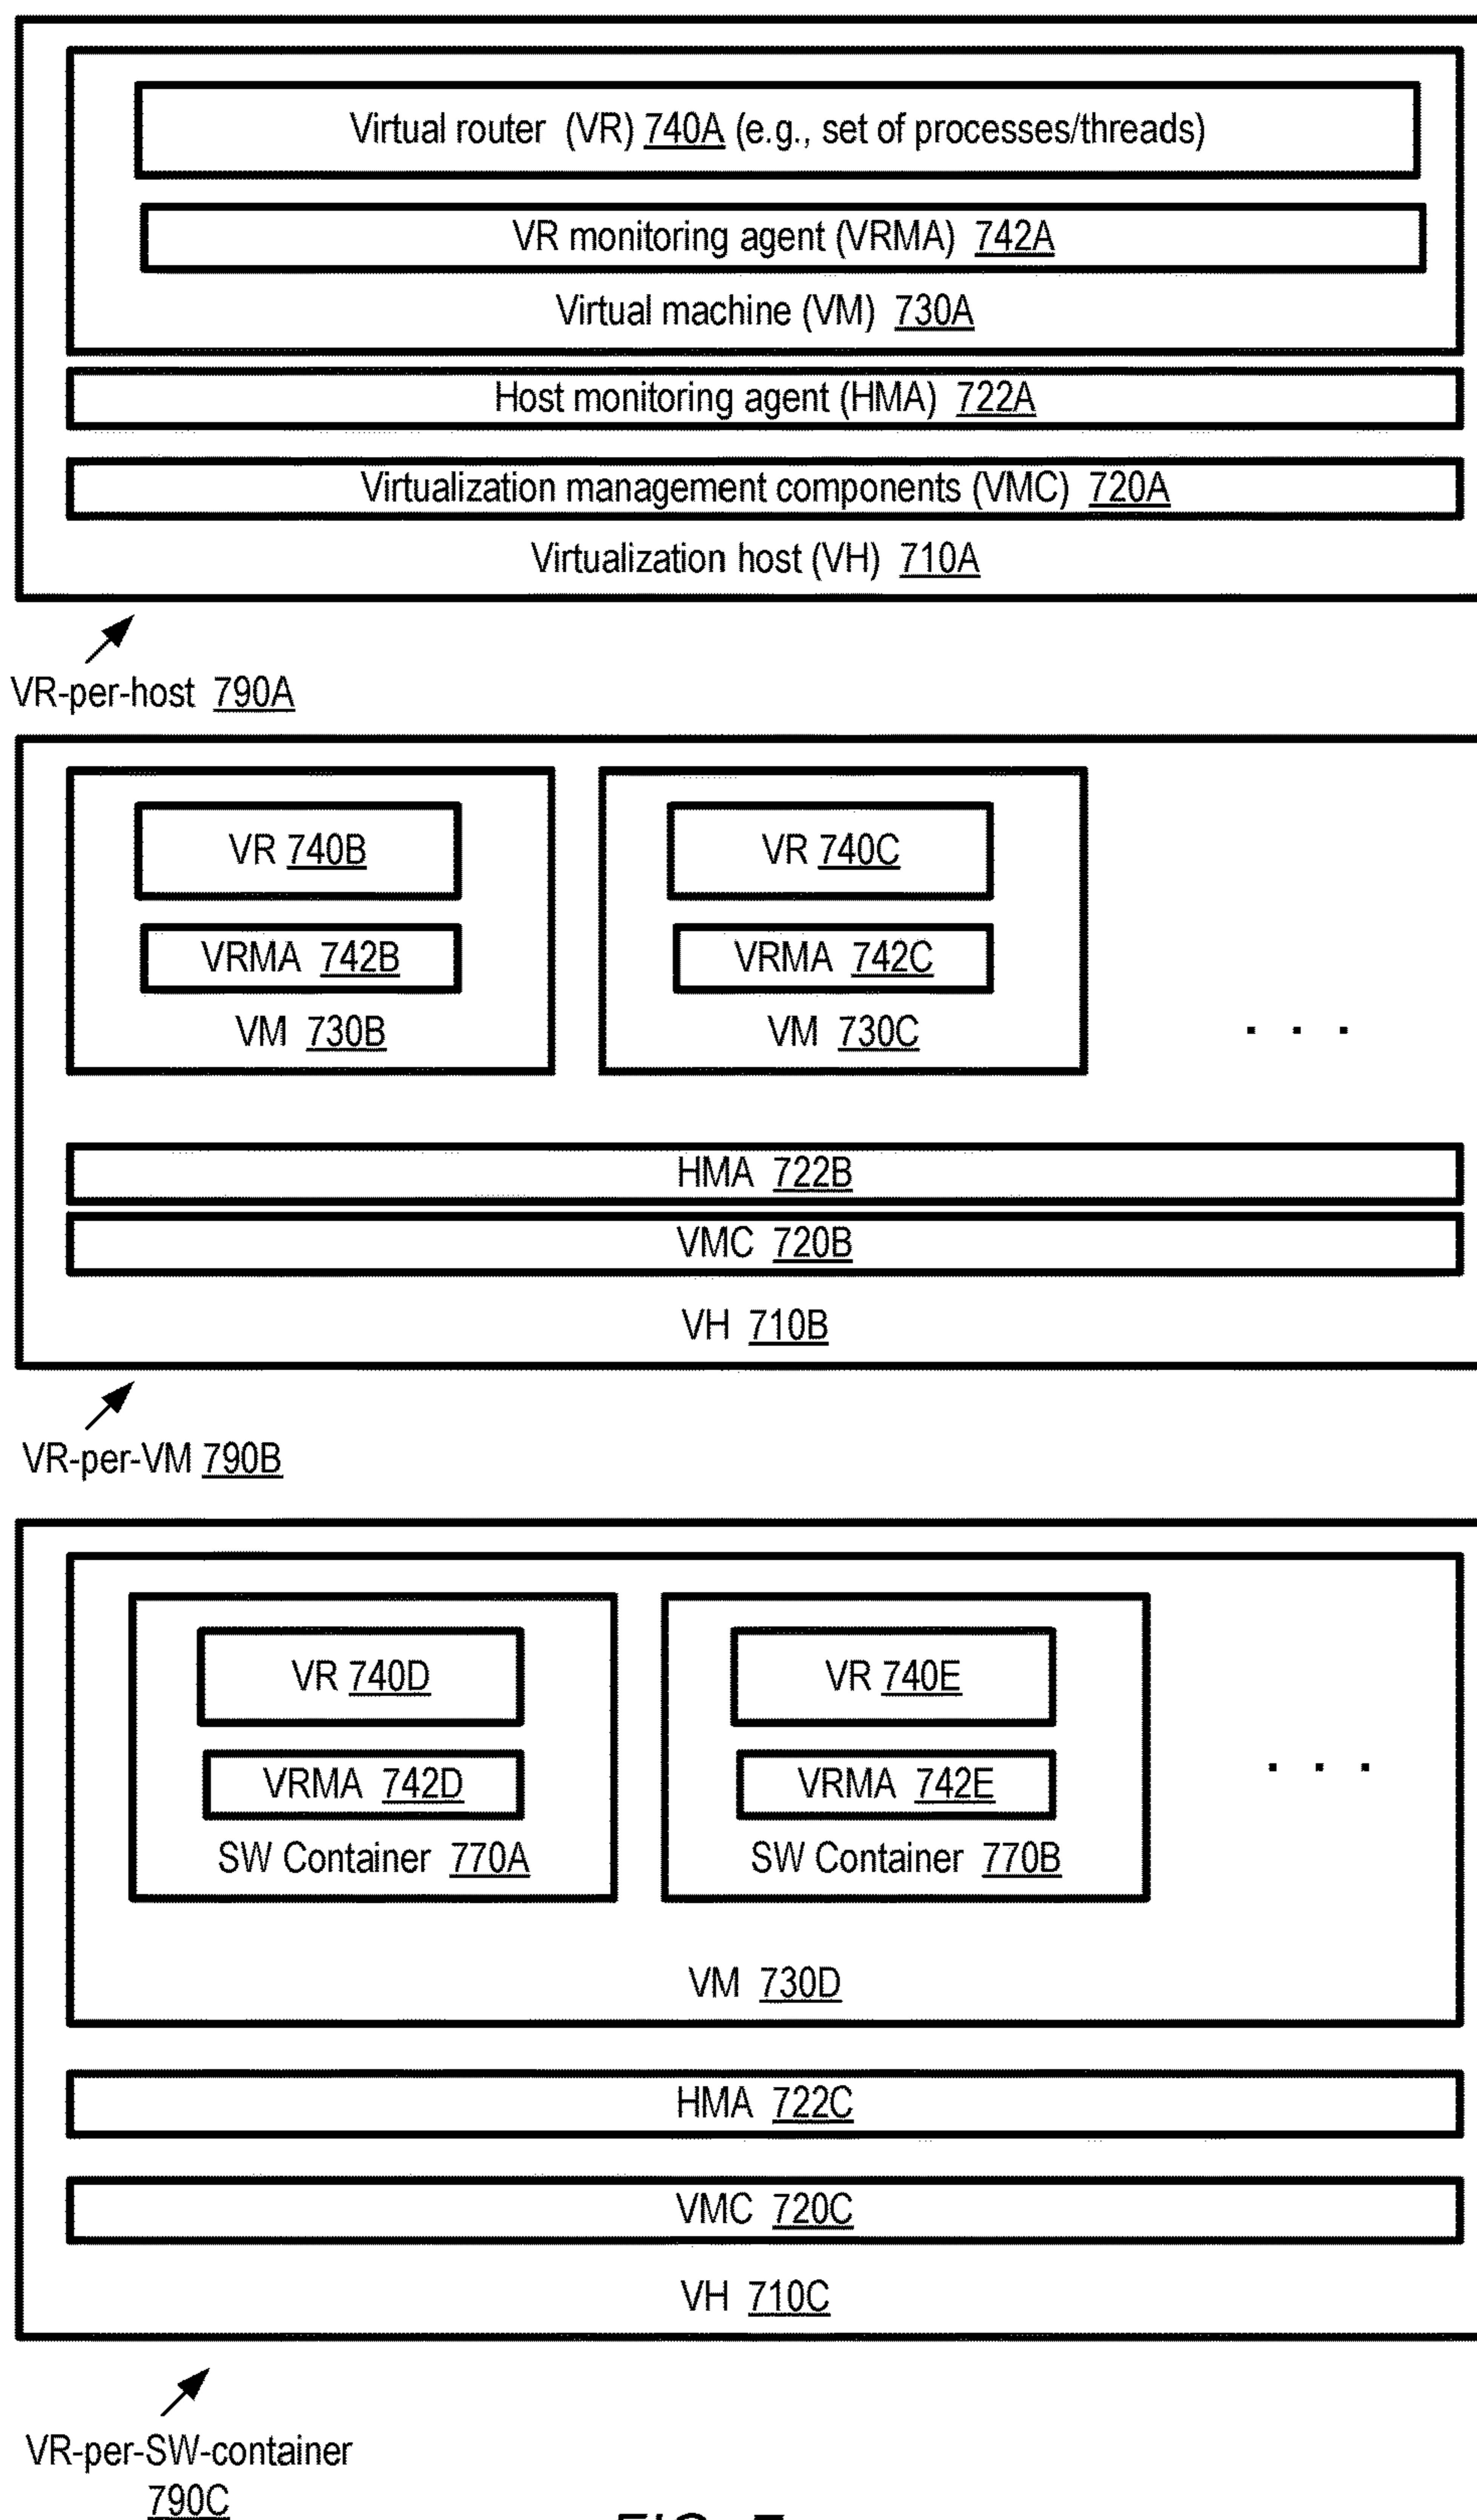 Virtual router (VR) 740A (e.g., set of processes/threads)
VR monitoring agent (VRMA) 742A
Virtual machine (VM) 730A
Host monitoring agent (HMA) 722A
Virtualization management components (VMC) 720A
Virtualization host (VH) 710A
VR-per-host 790A
VR 740B
VRMA 742B
VM 730B
VR 740C
VRMA 742C
VM 730C
. . .
HMA 722B
VMC 720B
VH 710B
VR-per-VM 790B
VR 740D
VRMA 742D
SW Container 770A
VR 740E
VRMA 742E
SW Container 770B
. . .
VM 730D
HMA 722C
VMC 720C
VH 710C
VR-per-SW-container
790C